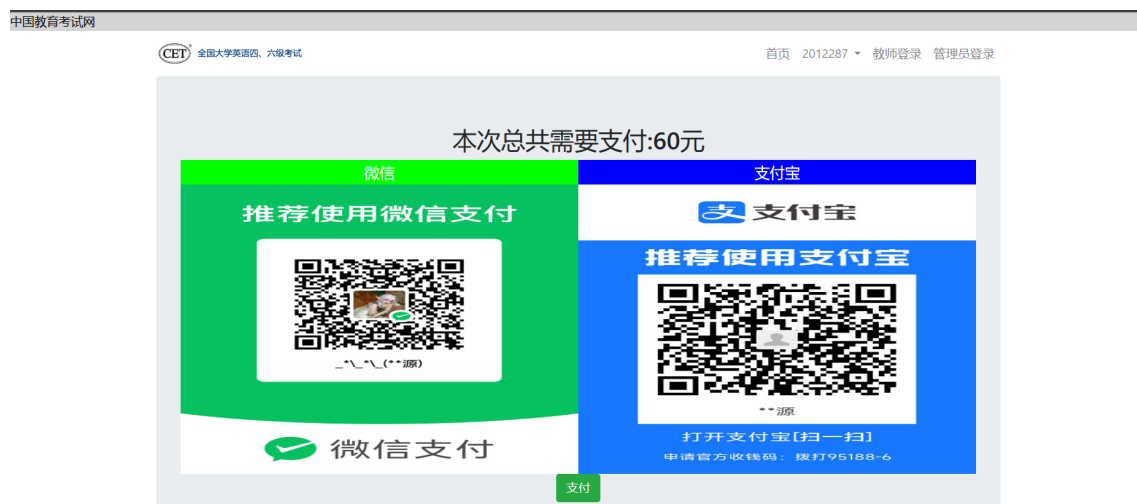 中国教育考试网
CET 全国大学英语四、六级考试 首页 2012287 教师登录 管理员登录
本次总共需要支付:60元
微信
推荐使用微信支付
_*\_*\_(**源)
微信支付
支付宝
支 支付宝
推荐使用支付宝
**源
打开支付宝[扫一扫]
申请官方收钱码：拨打95188-6
支付